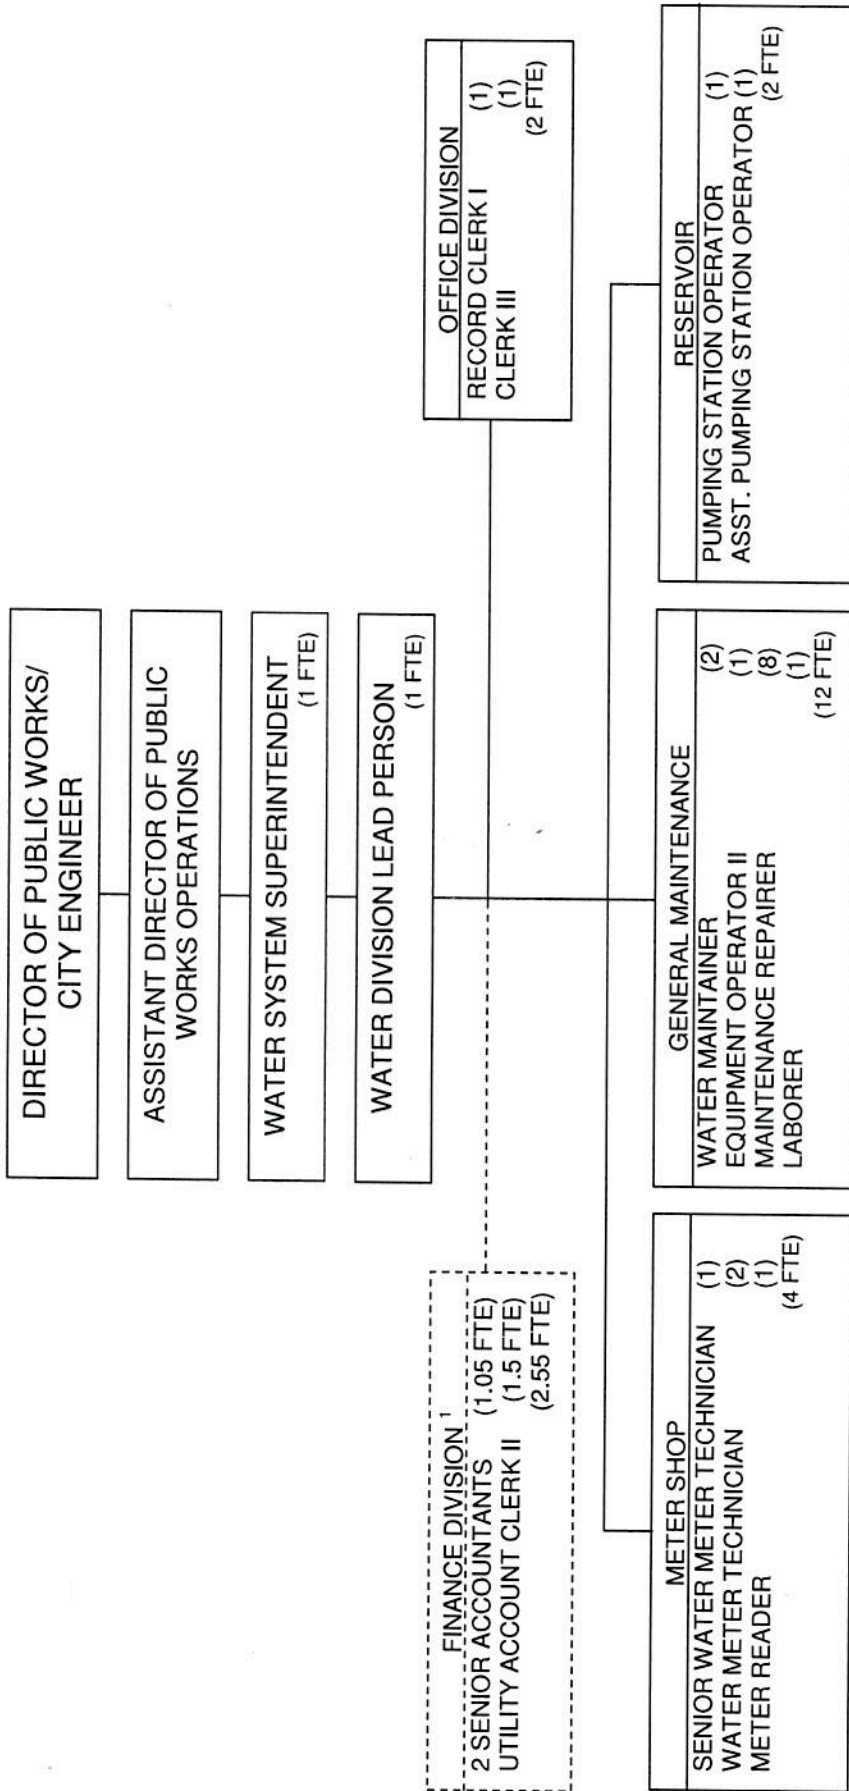 DIRECTOR OF PUBLIC WORKS/
CITY ENGINEER
ASSISTANT DIRECTOR OF PUBLIC
WORKS OPERATIONS
WATER SYSTEM SUPERINTENDENT
(1 FTE)
WATER DIVISION LEAD PERSON
(1 FTE)
FINANCE DIVISION 1
2 SENIOR ACCOUNTANTS (1.05 FTE)
UTILITY ACCOUNT CLERK II (1.5 FTE)
(2.55 FTE)
OFFICE DIVISION
RECORD CLERK I (1)
CLERK III (1)
(2 FTE)
METER SHOP
SENIOR WATER METER TECHNICIAN (1)
WATER METER TECHNICIAN (2)
METER READER (1)
(4 FTE)
GENERAL MAINTENANCE
WATER MAINTAINER (2)
EQUIPMENT OPERATOR II (1)
MAINTENANCE REPAIRER (8)
LABORER (1)
(12 FTE)
RESERVOIR
PUMPING STATION OPERATOR (1)
ASST. PUMPING STATION OPERATOR (1)
(2 FTE)